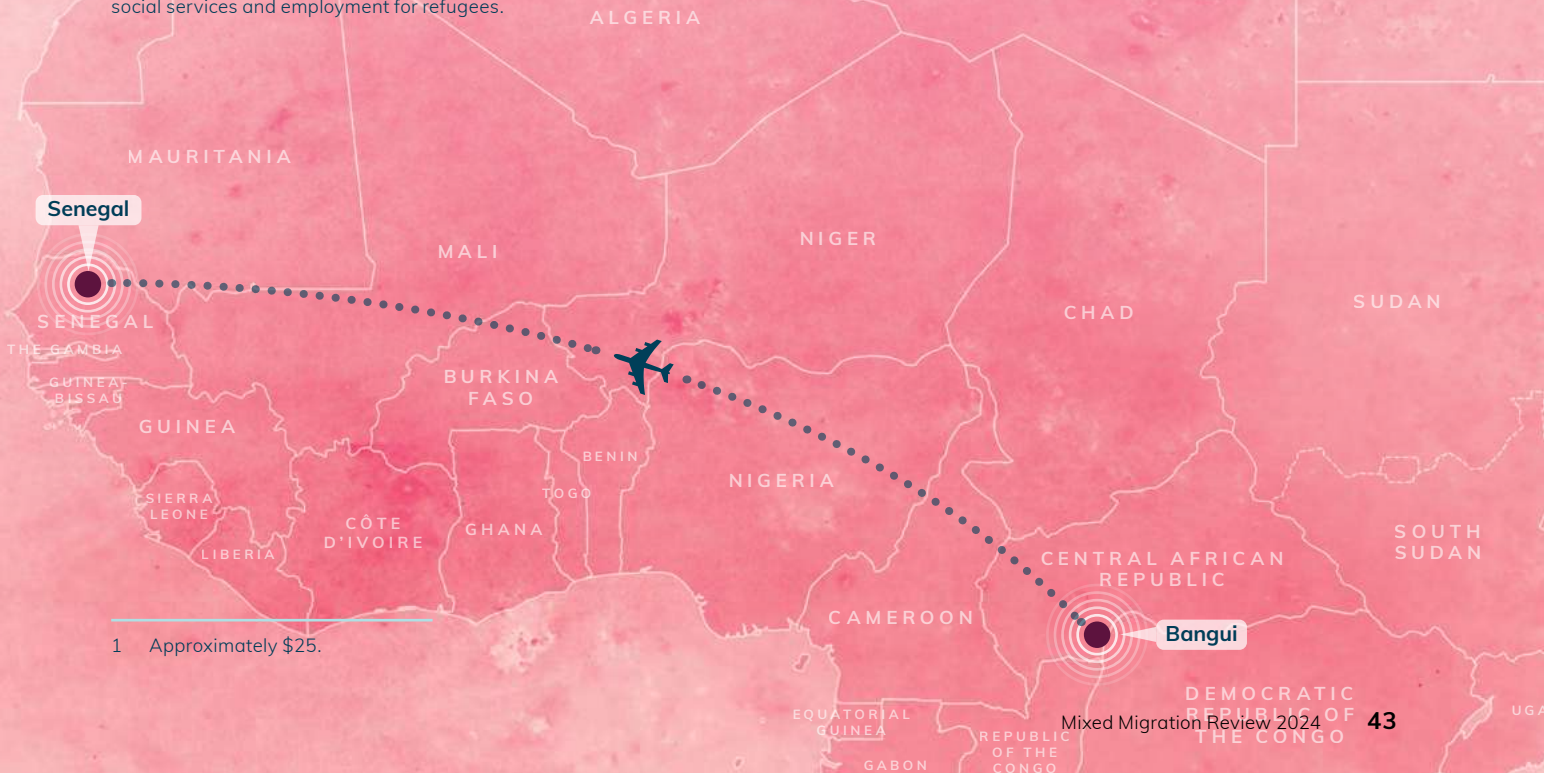 social services and employment for refugees.
ALGERIA
MAURITANIA
Senegal
MALI
NIGER
CHAD
SUDAN
SENEGAL
THE GAMBIA
GUINEA-
BISSAU
BURKINA
FASO
GUINEA
BENIN
NIGERIA
TOGO
SIERRA
LEONE
CÔTE
D'IVOIRE
GHANA
LIBERIA
SOUTH
SUDAN
CENTRAL AFRICAN
REPUBLIC
CAMEROON
Bangui
1 Approximately $25.
DEMOCRATIC
REPUBLIC OF
THE CONGO
EQUATORIAL
GUINEA
REPUBLIC
OF THE
CONGO
GABON
UGA
Mixed Migration Review 2024 43